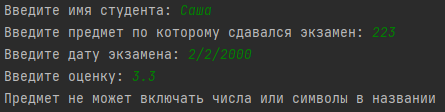 Введите имя студента: Саша
Введите предмет по которому сдавался экзамен: 223
Введите дату экзамена: 2/2/2000
Введите оценку: 3.3
Предмет не может включать числа или символы в названии